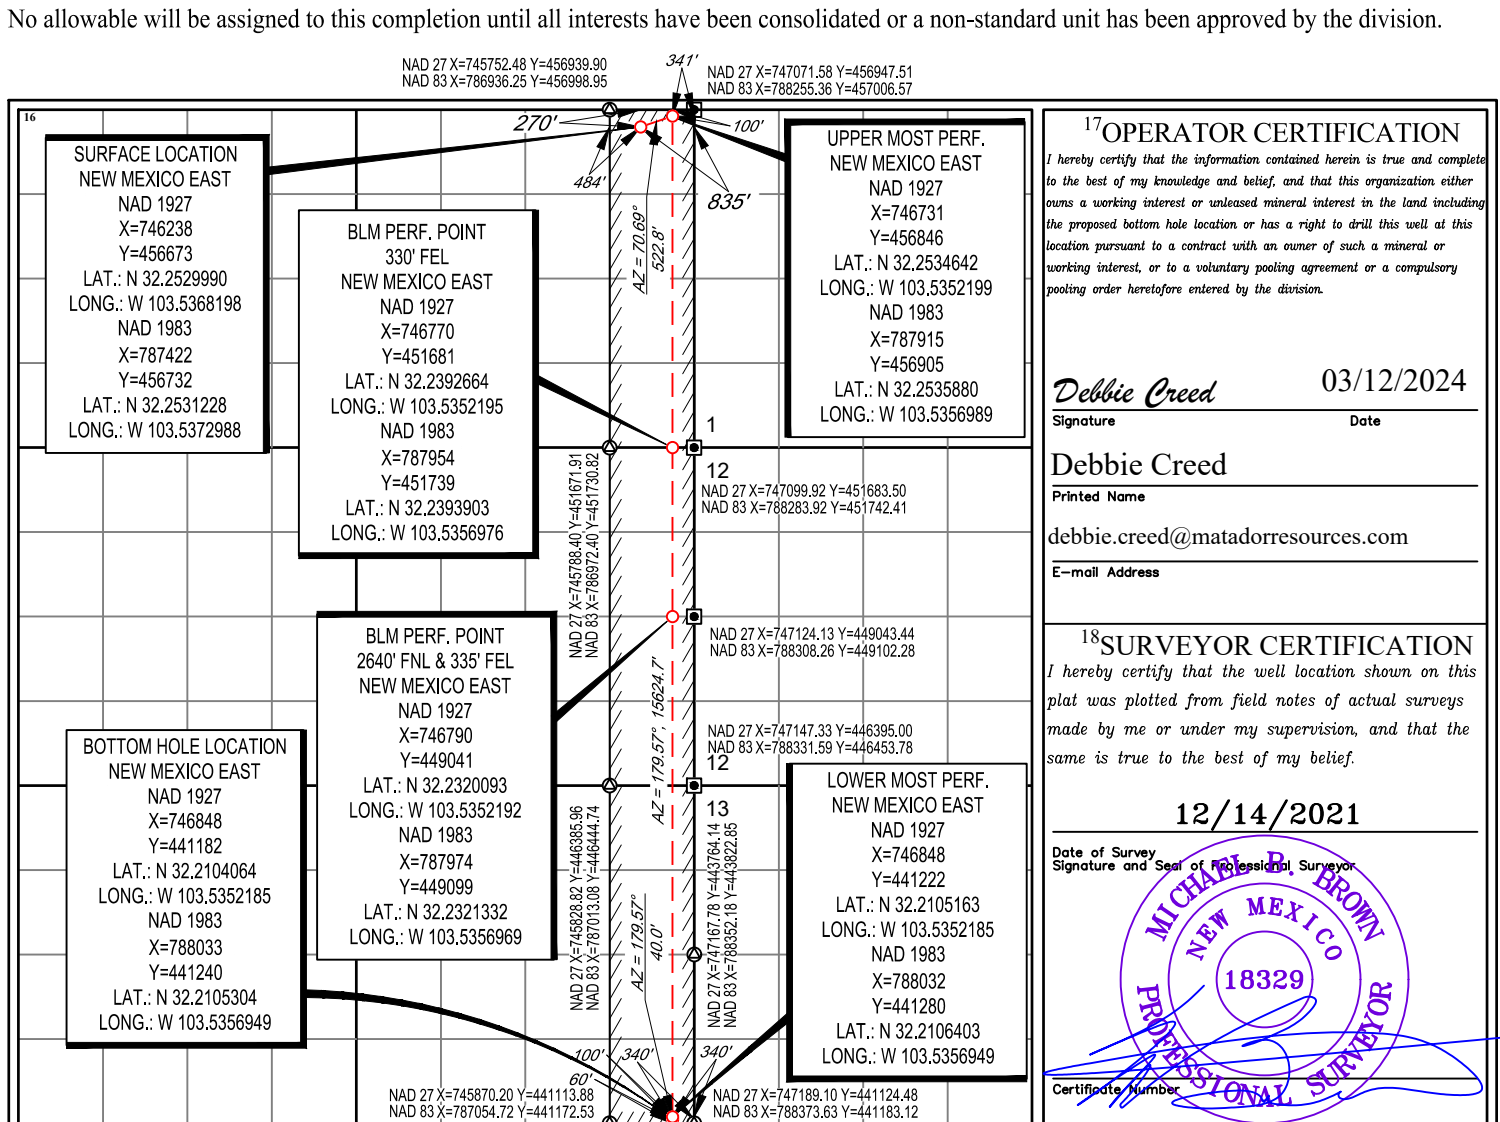 No allowable will be assigned to this completion until all interests have been consolidated or a non-standard unit has been approved by the division.
NAD 27 X=745752.48 Y=456939.90
NAD 83 X=786936.25 Y=456998.95
341'
NAD 27 X=747071.58 Y=456947.51
NAD 83 X=788255.36 Y=457006.57
16
270'
100'
484'
835'
AZ = 70.69°
522.8'
SURFACE LOCATION
NEW MEXICO EAST
NAD 1927
X=746238
Y=456673
LAT.: N 32.2529990
LONG.: W 103.5368198
NAD 1983
X=787422
Y=456732
LAT.: N 32.2531228
LONG.: W 103.5372988
BLM PERF. POINT
330' FEL
NEW MEXICO EAST
NAD 1927
X=746770
Y=451681
LAT.: N 32.2392664
LONG.: W 103.5352195
NAD 1983
X=787954
Y=451739
LAT.: N 32.2393903
LONG.: W 103.5356976
UPPER MOST PERF.
NEW MEXICO EAST
NAD 1927
X=746731
Y=456846
LAT.: N 32.2534642
LONG.: W 103.5352199
NAD 1983
X=787915
Y=456905
LAT.: N 32.2535880
LONG.: W 103.5356989
1
12
NAD 27 X=747099.92 Y=451683.50
NAD 83 X=788283.92 Y=451742.41
NAD 27 X=745788.40 Y=451671.91
NAD 83 X=786972.40 Y=451730.82
NAD 27 X=747124.13 Y=449043.44
NAD 83 X=788308.26 Y=449102.28
BLM PERF. POINT
2640' FNL & 335' FEL
NEW MEXICO EAST
NAD 1927
X=746790
Y=449041
LAT.: N 32.2320093
LONG.: W 103.5352192
NAD 1983
X=787974
Y=449099
LAT.: N 32.2321332
LONG.: W 103.5356969
AZ = 179.57°, 15624.7'
NAD 27 X=747147.33 Y=446395.00
NAD 83 X=788331.59 Y=446453.78
12
13
BOTTOM HOLE LOCATION
NEW MEXICO EAST
NAD 1927
X=746848
Y=441182
LAT.: N 32.2104064
LONG.: W 103.5352185
NAD 1983
X=788033
Y=441240
LAT.: N 32.2105304
LONG.: W 103.5356949
NAD 27 X=745828.82 Y=446385.96
NAD 83 X=787013.08 Y=446444.74
AZ = 179.57°
40.0'
NAD 27 X=747167.78 Y=443764.14
NAD 83 X=788352.18 Y=443822.85
LOWER MOST PERF.
NEW MEXICO EAST
NAD 1927
X=746848
Y=441222
LAT.: N 32.2105163
LONG.: W 103.5352185
NAD 1983
X=788032
Y=441280
LAT.: N 32.2106403
LONG.: W 103.5356949
100'
340'
340'
60'
NAD 27 X=745870.20 Y=441113.88
NAD 83 X=787054.72 Y=441172.53
NAD 27 X=747189.10 Y=441124.48
NAD 83 X=788373.63 Y=441183.12
17OPERATOR CERTIFICATION
I hereby certify that the information contained herein is true and complete
to the best of my knowledge and belief, and that this organization either
owns a working interest or unleased mineral interest in the land including
the proposed bottom hole location or has a right to drill this well at this
location pursuant to a contract with an owner of such a mineral or
working interest, or to a voluntary pooling agreement or a compulsory
pooling order heretofore entered by the division.
Debbie Creed 03/12/2024
Signature Date
Debbie Creed
Printed Name
debbie.creed@matadorresources.com
E-mail Address
18SURVEYOR CERTIFICATION
I hereby certify that the well location shown on this
plat was plotted from field notes of actual surveys
made by me or under my supervision, and that the
same is true to the best of my belief.
12/14/2021
Date of Survey
Signature and Seal of Professional Surveyor
MICHAEL B. BROWN
NEW MEXICO
18329
PROFESSIONAL SURVEYOR
Certificate Number